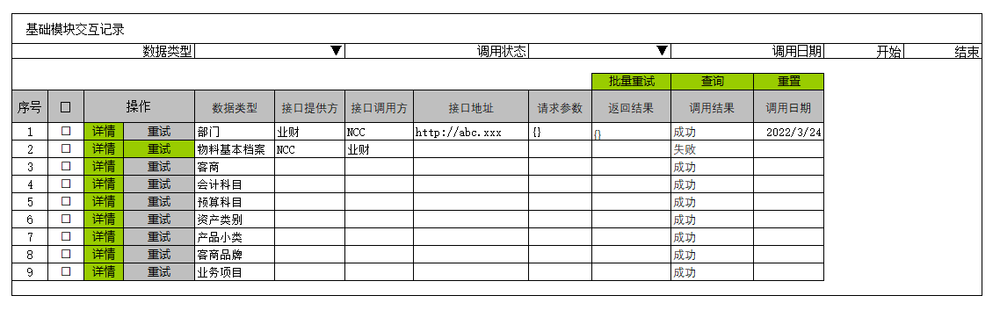 基础模块交互记录
数据类型 ▼ 调用状态 ▼ 调用日期 开始 结束
批量重试 查询 重置
序号 □ 操作 数据类型 接口提供方 接口调用方 接口地址 请求参数 返回结果 调用结果 调用日期
1 □ 详情 重试 部门 业财 NCC http://abc.xxx {} {} 成功 2022/3/24
2 □ 详情 重试 物料基本档案 NCC 业财 失败
3 □ 详情 重试 客商 成功
4 □ 详情 重试 会计科目 成功
5 □ 详情 重试 预算科目 成功
6 □ 详情 重试 资产类别 成功
7 □ 详情 重试 产品小类 成功
8 □ 详情 重试 客商品牌 成功
9 □ 详情 重试 业务项目 成功